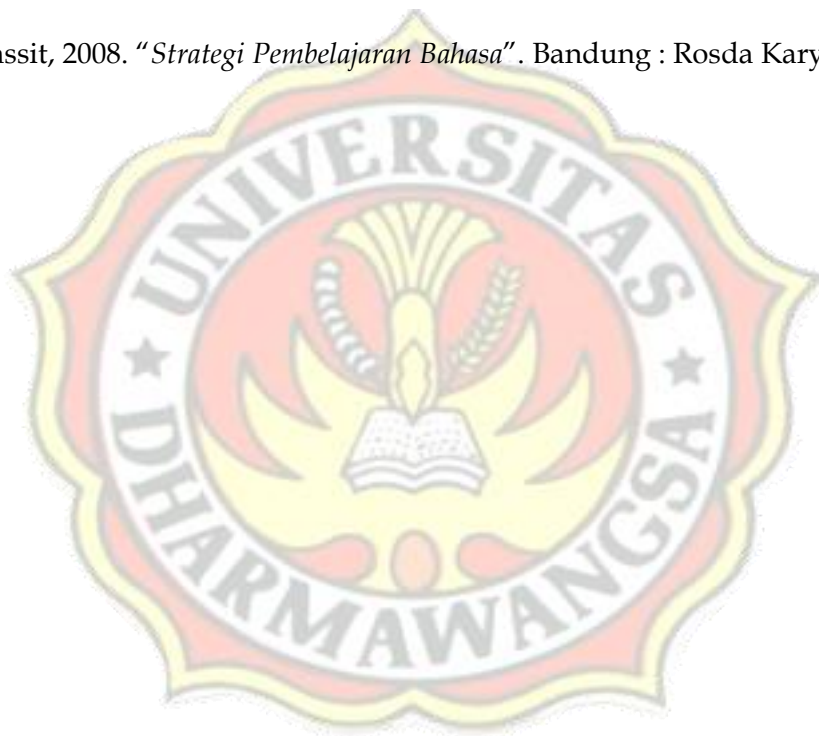 ssit, 2008. “Strategi Pembelajaran Bahasa”. Bandung : Rosda Kary
UNIVERSITAS
DHARMAWANGSA